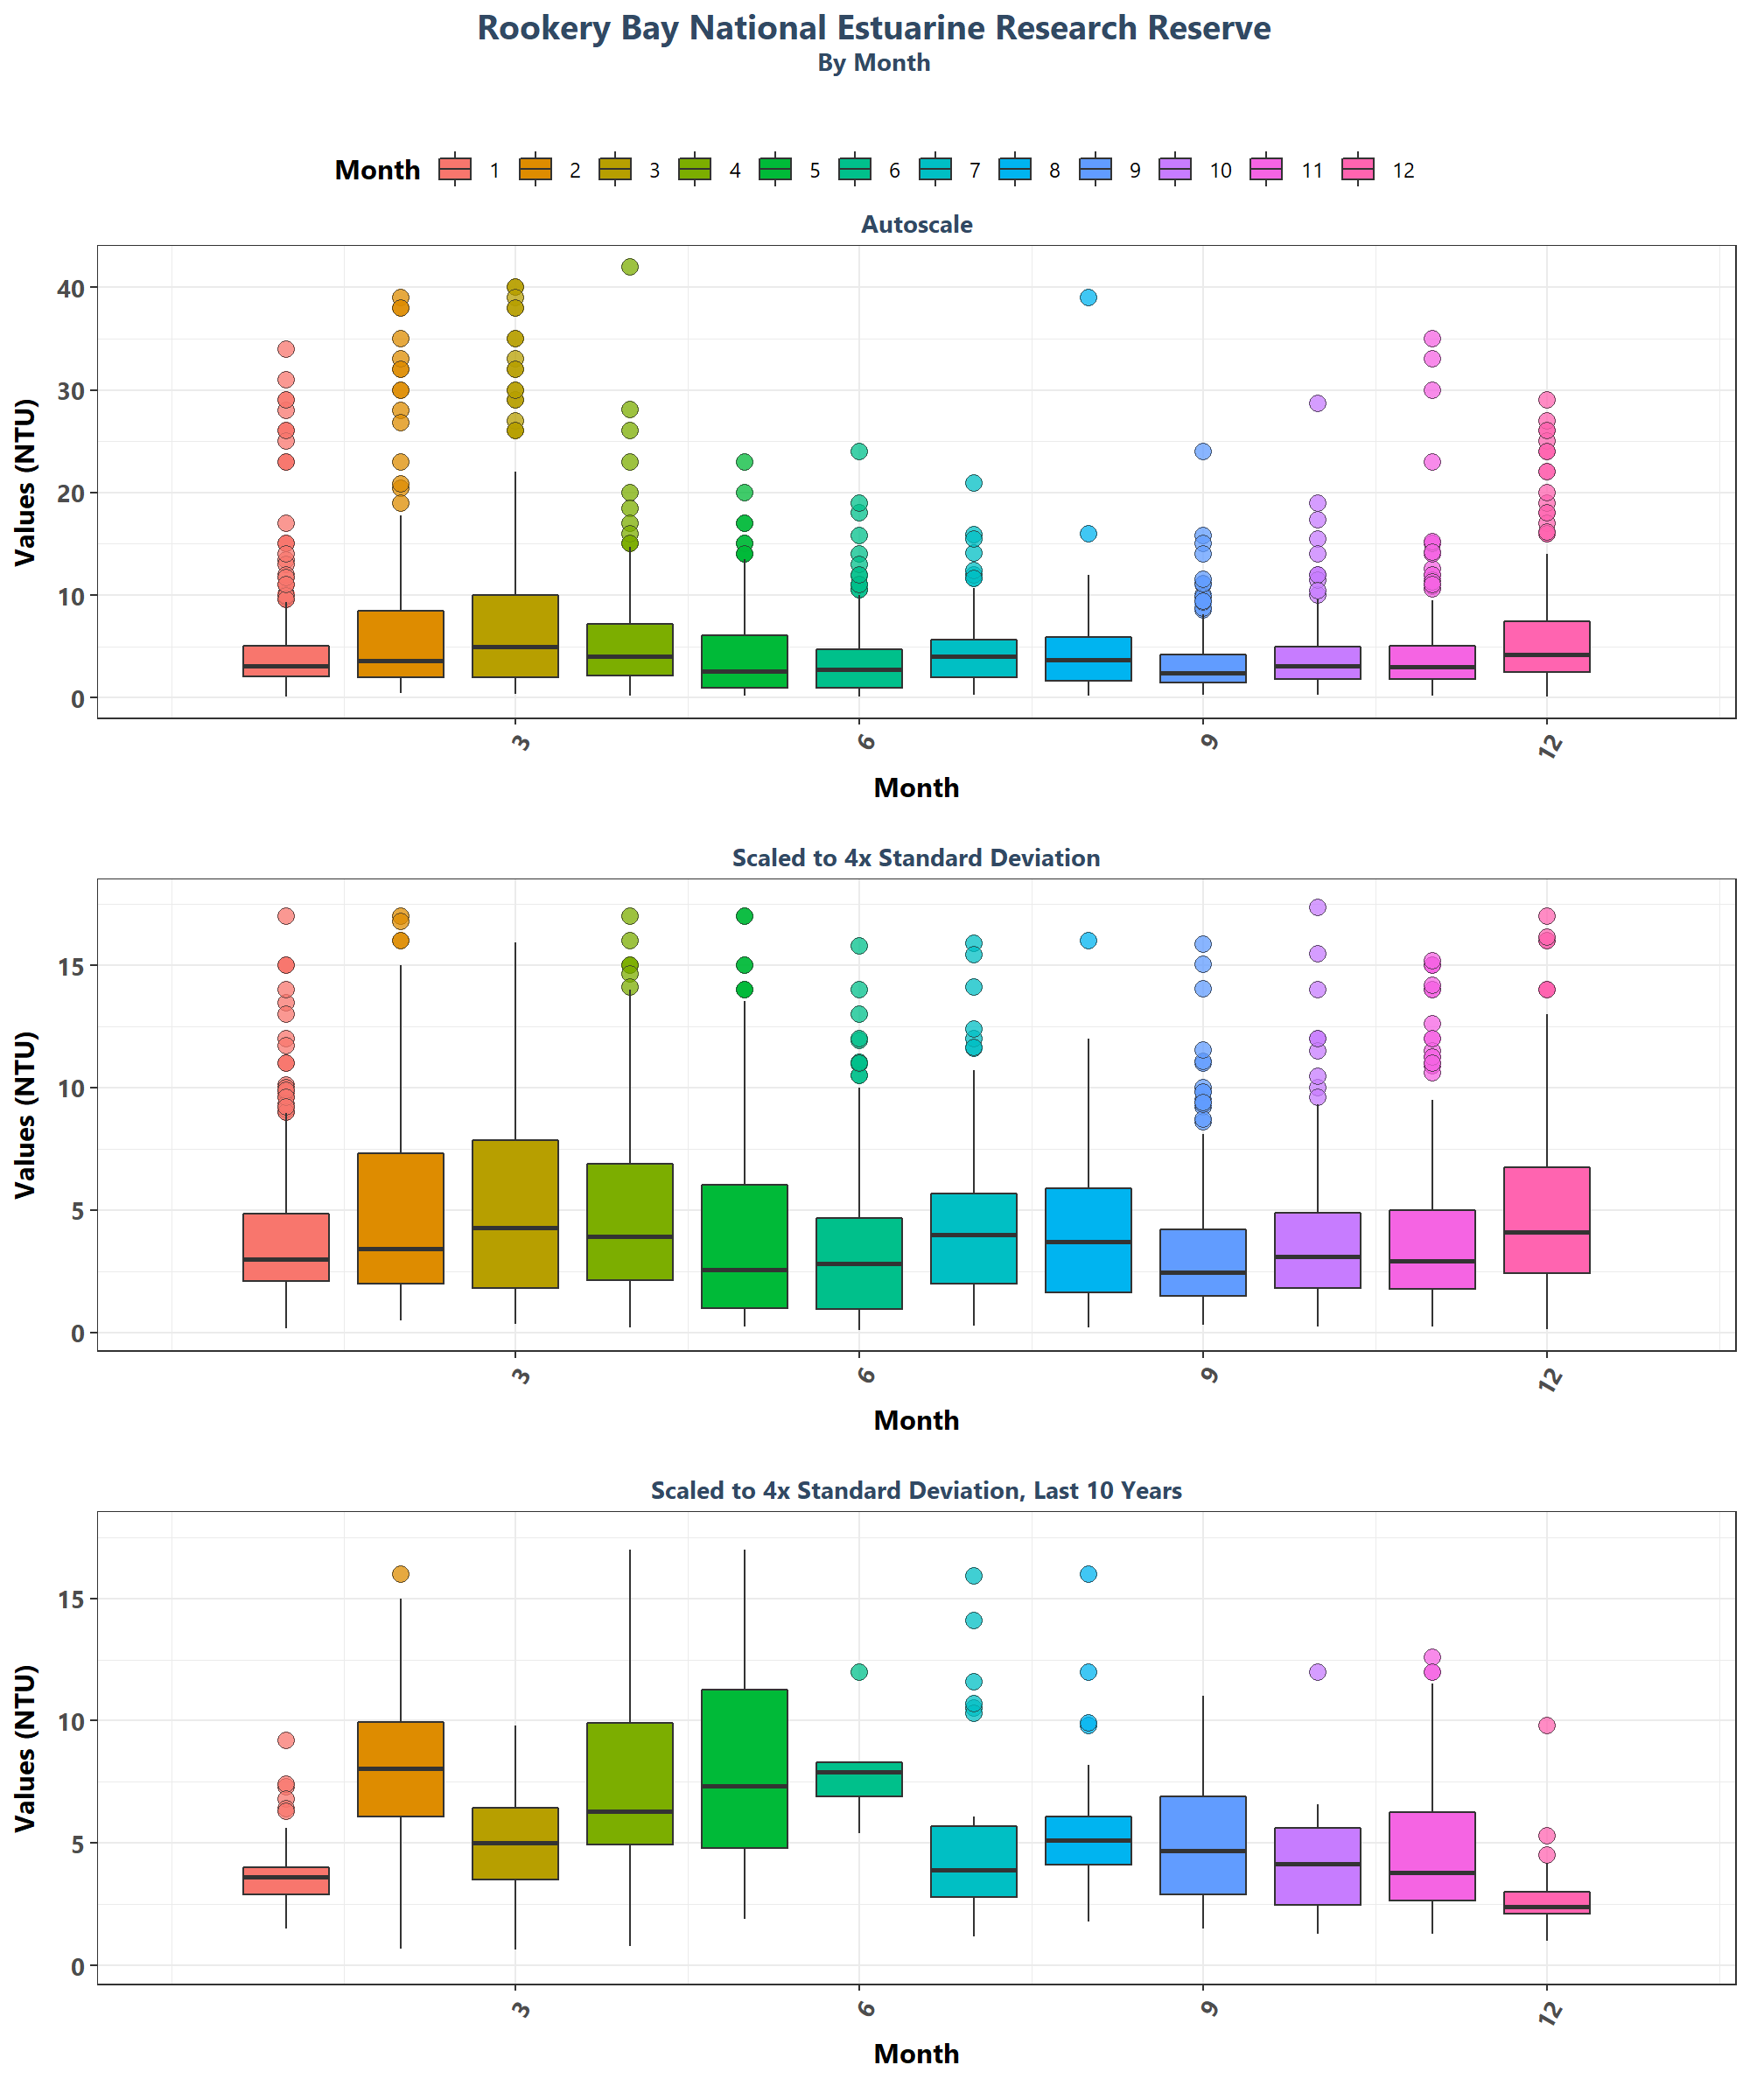 Rookery Bay National Estuarine Research Reserve
By Month
Month 1 2 3 4 5 6 7 8 9 10 11 12
Autoscale
Values (NTU)
40
30
20
10
0
3 6 9 12
Month
Scaled to 4x Standard Deviation
Values (NTU)
15
10
5
0
3 6 9 12
Month
Scaled to 4x Standard Deviation, Last 10 Years
Values (NTU)
15
10
5
0
3 6 9 12
Month